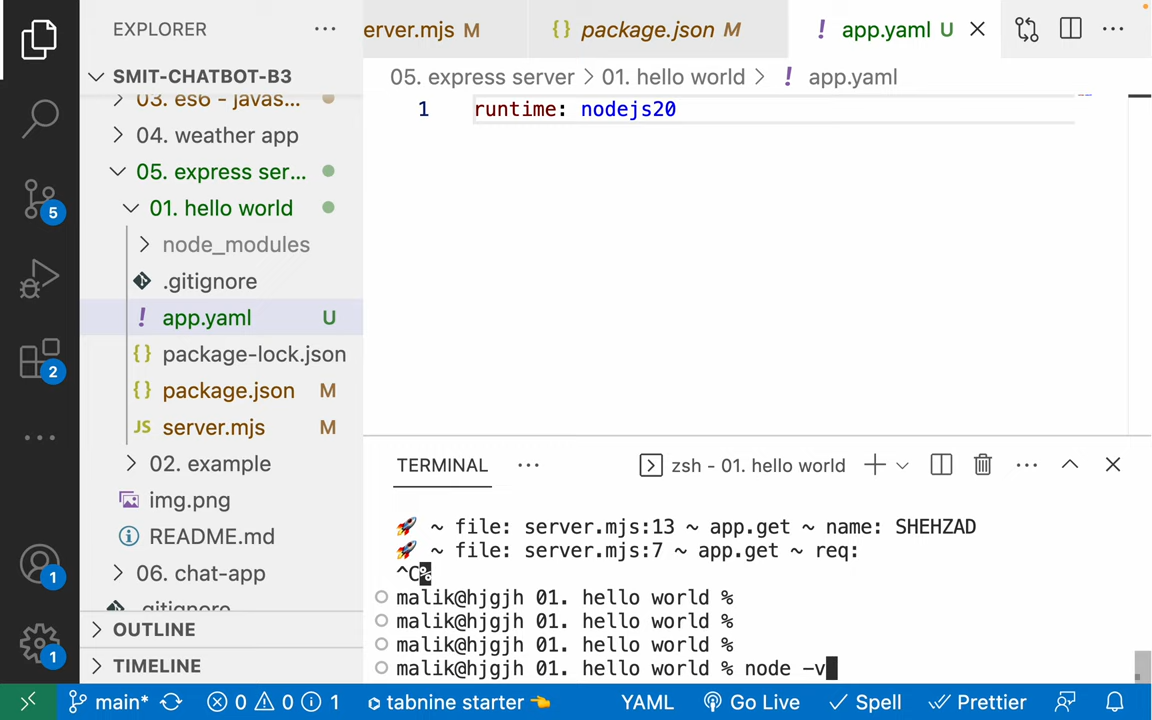 EXPLORER
SMIT-CHATBOT-B3
03. es6 - javas...
04. weather app
05. express ser...
01. hello world
node_modules
.gitignore
! app.yaml U
{} package-lock.json
{} package.json M
JS server.mjs M
02. example
img.png
README.md
06. chat-app
.gitignore
OUTLINE
TIMELINE
5
2
1
1
erver.mjs M
{} package.json M
! app.yaml U
05. express server > 01. hello world > ! app.yaml
1 runtime: nodejs20
TERMINAL
zsh - 01. hello world
🚀 ~ file: server.mjs:13 ~ app.get ~ name: SHEHZAD
🚀 ~ file: server.mjs:7 ~ app.get ~ req:
^C%
malik@hjgjh 01. hello world %
malik@hjgjh 01. hello world %
malik@hjgjh 01. hello world %
malik@hjgjh 01. hello world % node -v
main* 0 0 1 tabnine starter 👈 YAML Go Live Spell Prettier